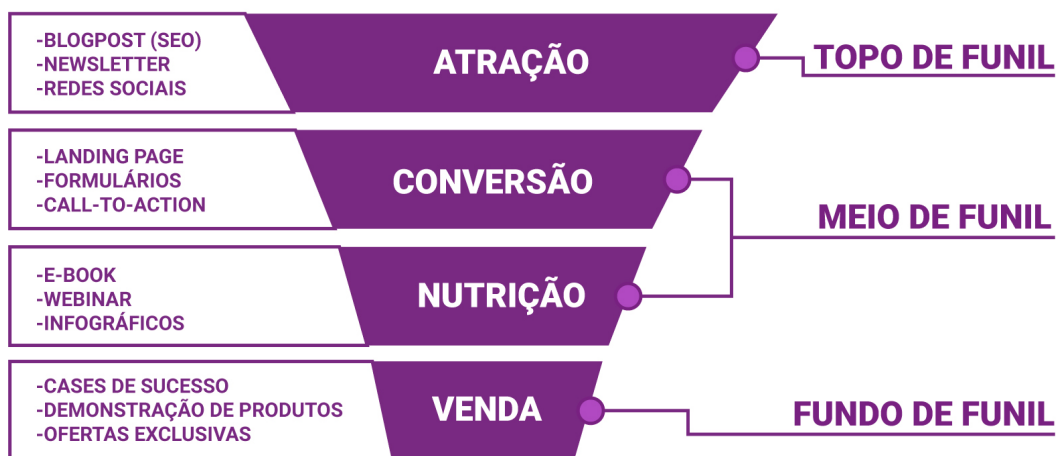 -BLOGPOST (SEO)
-NEWSLETTER
-REDES SOCIAIS
ATRAÇÃO
TOPO DE FUNIL
-LANDING PAGE
-FORMULÁRIOS
-CALL-TO-ACTION
CONVERSÃO
MEIO DE FUNIL
-E-BOOK
-WEBINAR
-INFOGRÁFICOS
NUTRIÇÃO
-CASES DE SUCESSO
-DEMONSTRAÇÃO DE PRODUTOS
-OFERTAS EXCLUSIVAS
VENDA
FUNDO DE FUNIL